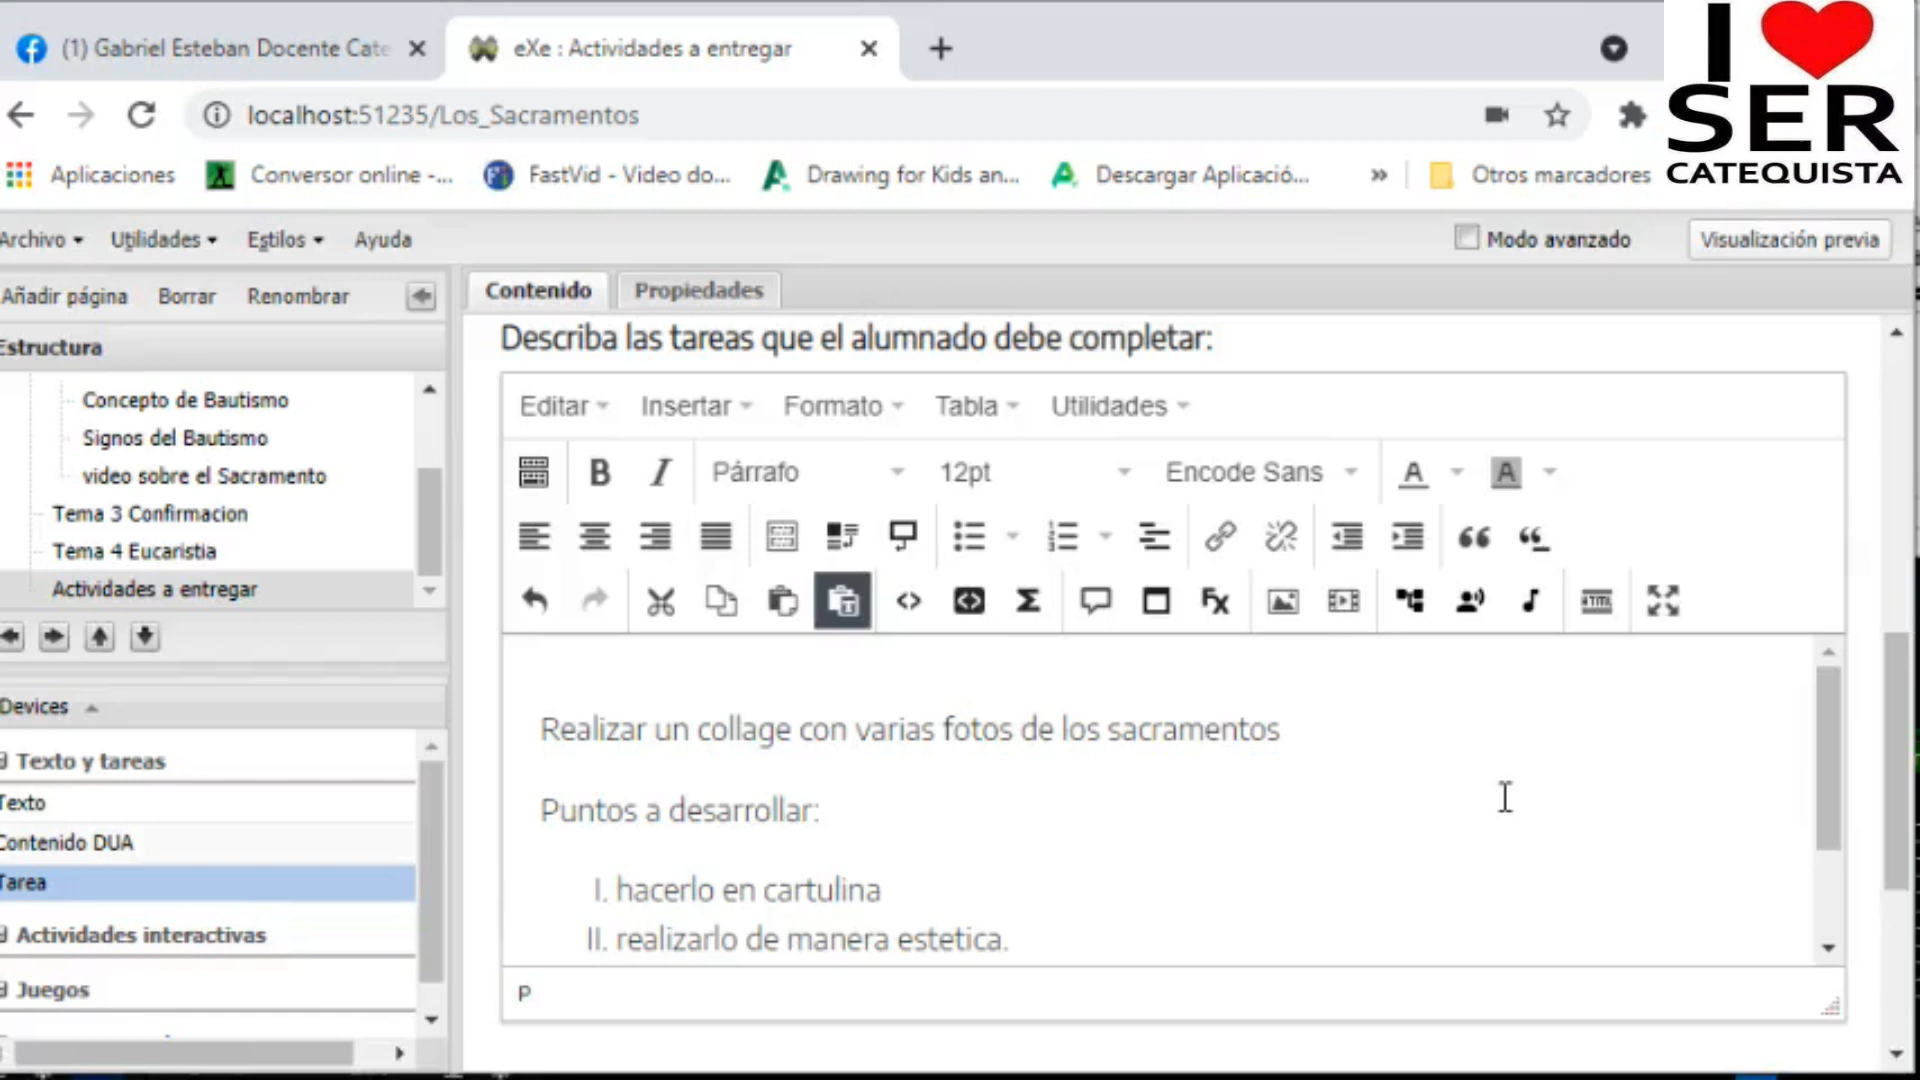 (1) Gabriel Esteban Docente Cate
eXe : Actividades a entregar
I
SER
CATEQUISTA
localhost:51235/Los_Sacramentos
Aplicaciones
Conversor online -...
FastVid - Video do...
Drawing for Kids an...
Descargar Aplicació...
»
Otros marcadores
Archivo
Utilidades
Estilos
Ayuda
Modo avanzado
Visualización previa
Añadir página
Borrar
Renombrar
Contenido
Propiedades
Estructura
Concepto de Bautismo
Signos del Bautismo
video sobre el Sacramento
Tema 3 Confirmacion
Tema 4 Eucaristia
Actividades a entregar
Devices
Texto y tareas
Texto
Contenido DUA
Tarea
Actividades interactivas
Juegos
Describa las tareas que el alumnado debe completar:
Editar
Insertar
Formato
Tabla
Utilidades
B
I
Párrafo
12pt
Encode Sans
A
A
Realizar un collage con varias fotos de los sacramentos
Puntos a desarrollar:
I. hacerlo en cartulina
II. realizarlo de manera estetica.
P